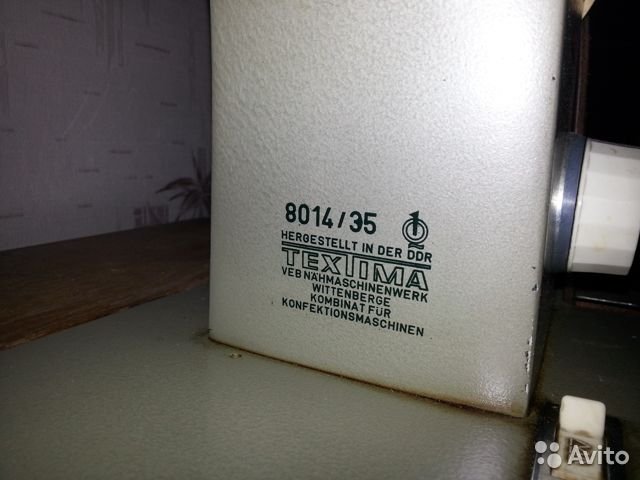 8014/35
HERGESTELLT IN DER DDR
TEXTIMA
VEB NÄHMASCHINENWERK
WITTENBERGE
KOMBINAT FÜR
KONFEKTIONSMASCHINEN
Avito